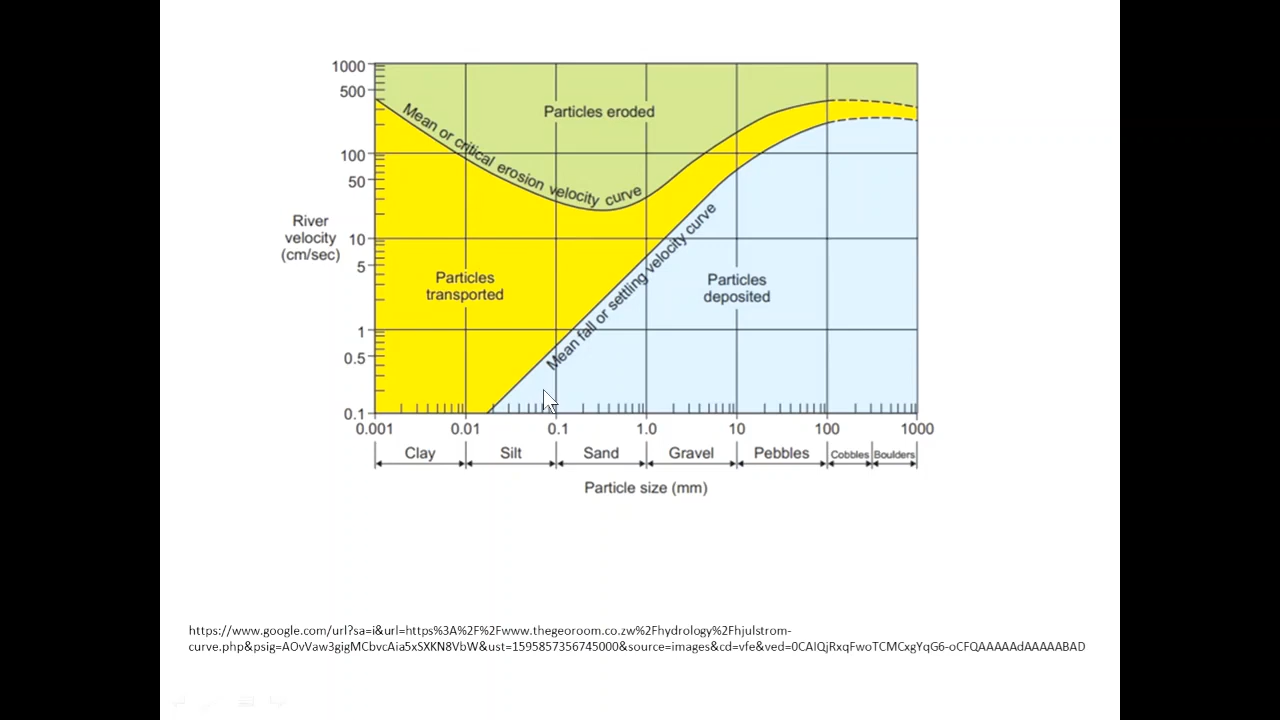 1000
500
100
50
10
5
1
0.5
0.1
River
velocity
(cm/sec)
Particles eroded
Mean or critical erosion velocity curve
Particles
transported
Mean fall or settling velocity curve
Particles
deposited
0.001 0.01 0.1 1.0 10 100 1000
Clay Silt Sand Gravel Pebbles Cobbles Boulders
Particle size (mm)
https://www.google.com/url?sa=i&url=https%3A%2F%2Fwww.thegeoroom.co.zw%2Fhydrology%2Fhjulstrom-
curve.php&psig=AOvVaw3gigMCbvcAia5xSXKN8VbW&ust=1595857356745000&source=images&cd=vfe&ved=0CAIQjRxqFwoTCMCxgYqG6-oCFQAAAAAdAAAAABAD